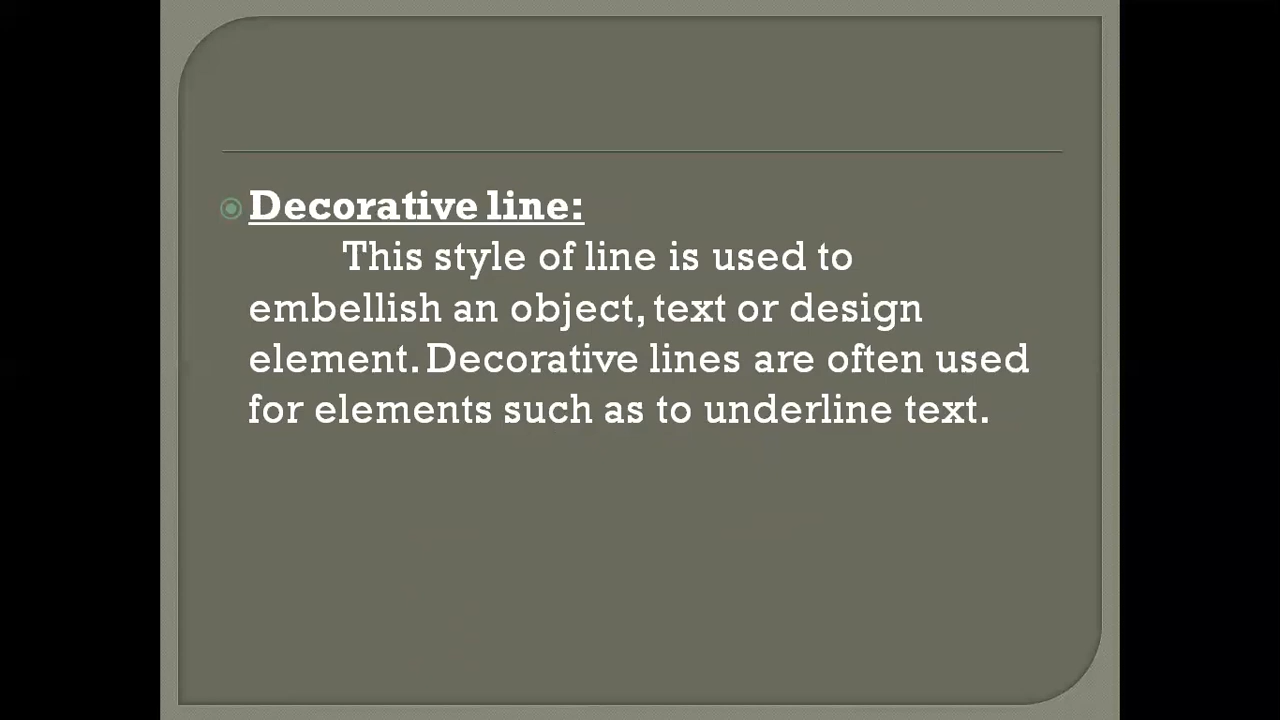 Decorative line:
This style of line is used to
embellish an object, text or design
element. Decorative lines are often used
for elements such as to underline text.